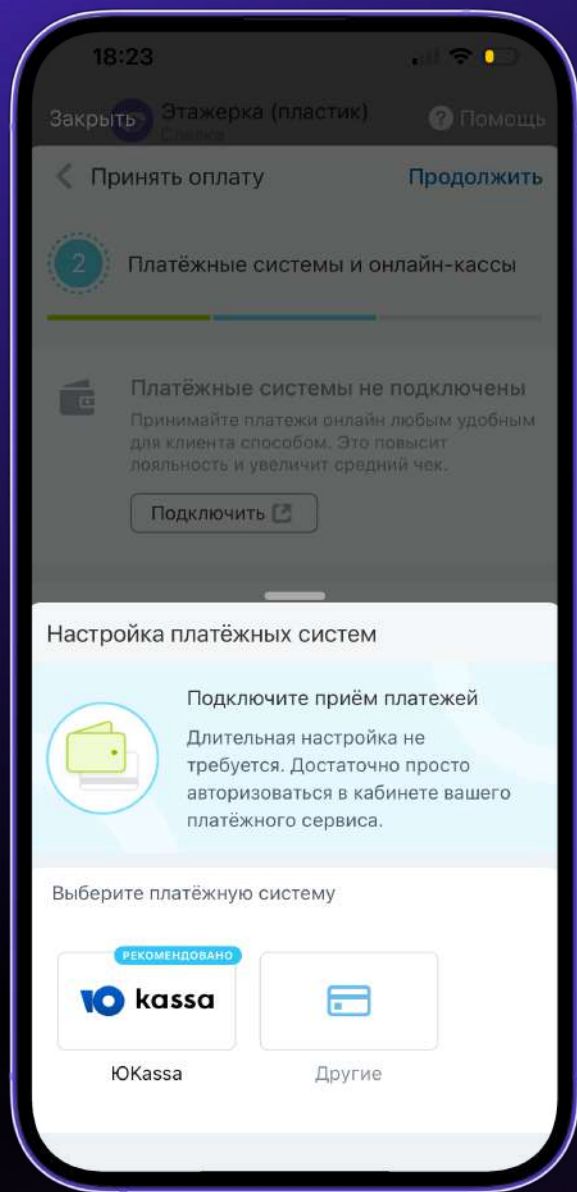 18:23
Закрыть
Этажерка (пластик)
Сделка
Помощь
Принять оплату
Продолжить
2
Платёжные системы и онлайн-кассы
Платёжные системы не подключены
Принимайте платежи онлайн любым удобным
для клиента способом. Это повысит
лояльность и увеличит средний чек.
Подключить
Настройка платёжных систем
Подключите приём платежей
Длительная настройка не
требуется. Достаточно просто
авторизоваться в кабинете вашего
платёжного сервиса.
Выберите платёжную систему
РЕКОМЕНДОВАНО
Ю kassa
ЮKassa
Другие